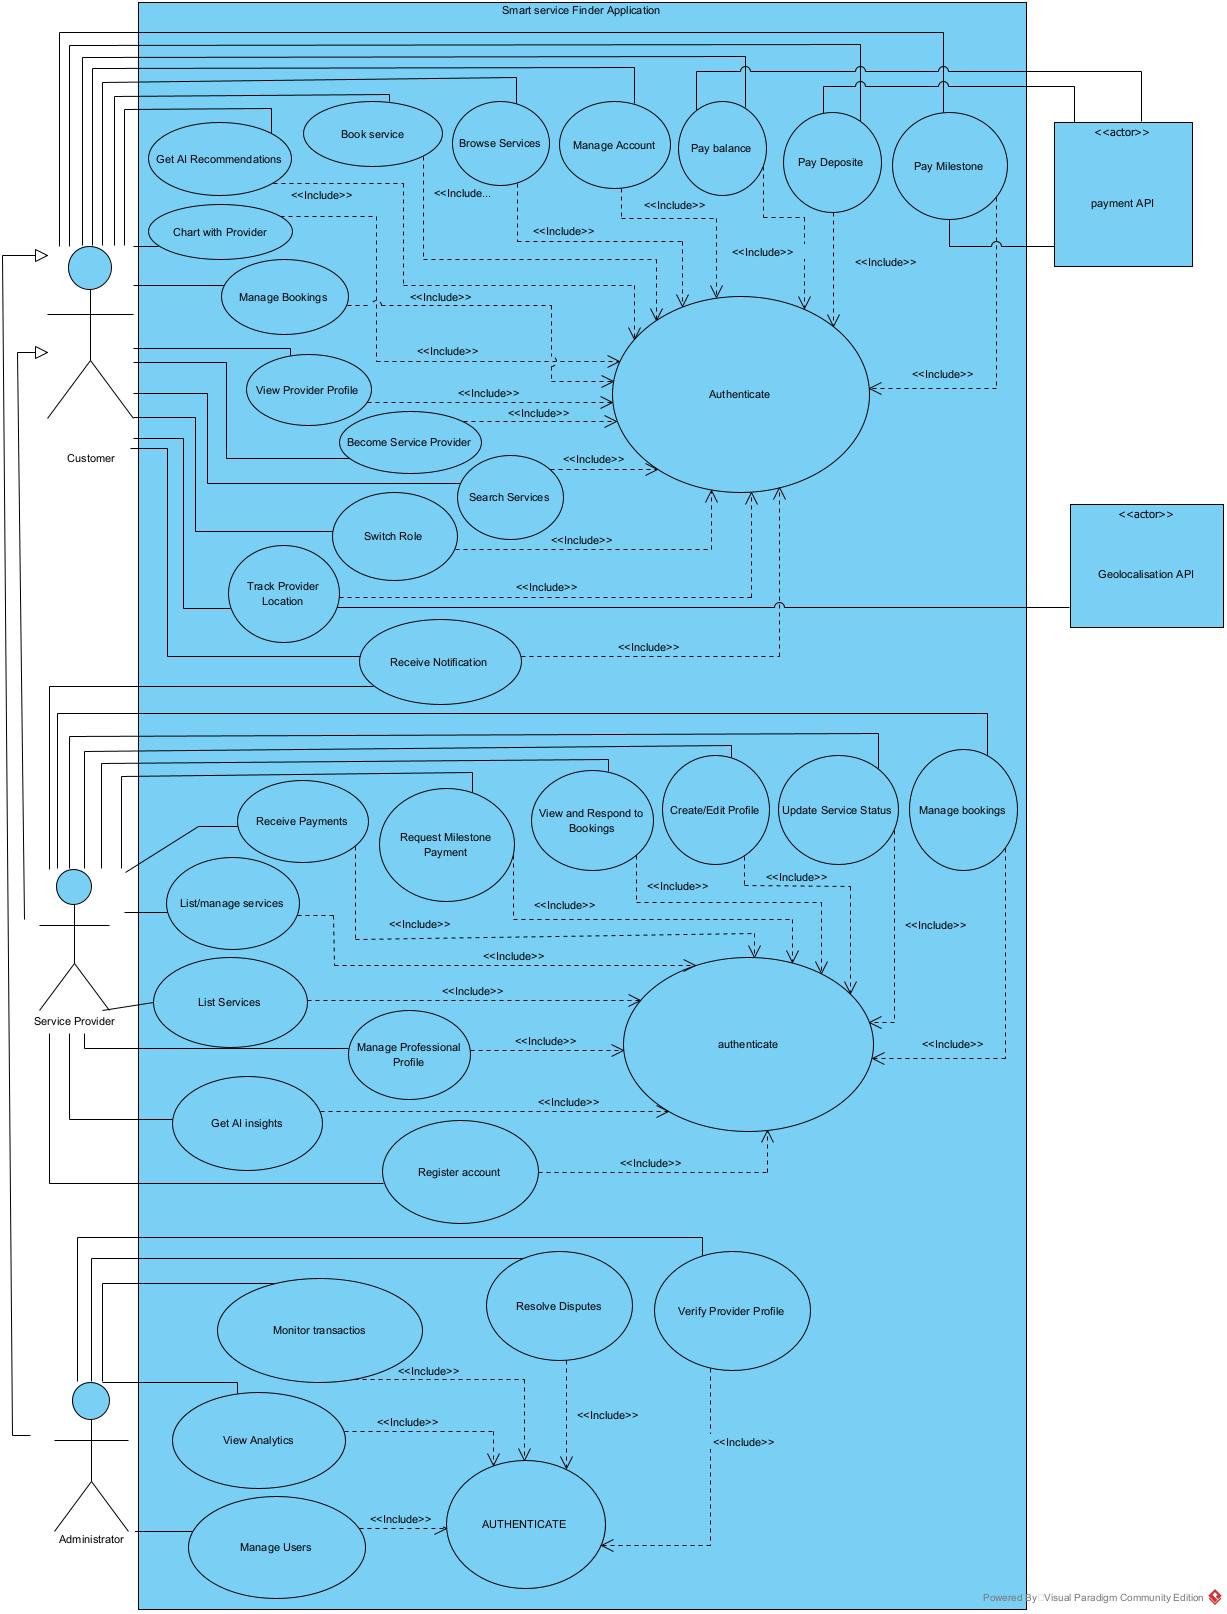 Smart service Finder Application
Book service
Browse Services
Manage Account
Pay balance
Pay Deposite
Pay Milestone
<<actor>>
payment API
Get AI Recommendations
<<Include>>
<<Include...
<<Include>>
Chart with Provider
<<Include>>
<<Include>>
<<Include>>
Manage Bookings
<<Include>>
<<Include>>
View Provider Profile
<<Include>>
Authenticate
<<Include>>
Become Service Provider
<<Include>>
Customer
<<Include>>
Search Services
<<actor>>
Geolocalisation API
Switch Role
<<Include>>
Track Provider
Location
<<Include>>
Receive Notification
<<Include>>
Receive Payments
Request Milestone
Payment
View and Respond to
Bookings
Create/Edit Profile
Update Service Status
Manage bookings
<<Include>>
<<Include>>
List/manage services
<<Include>>
<<Include>>
<<Include>>
<<Include>>
List Services
<<Include>>
Service Provider
Manage Professional
Profile
<<Include>>
authenticate
<<Include>>
Get AI insights
<<Include>>
Register account
<<Include>>
Resolve Disputes
Verify Provider Profile
Monitor transactios
<<Include>>
<<Include>>
View Analytics
<<Include>>
<<Include>>
Administrator
Manage Users
<<Include>>
AUTHENTICATE
Powered By Visual Paradigm Community Edition